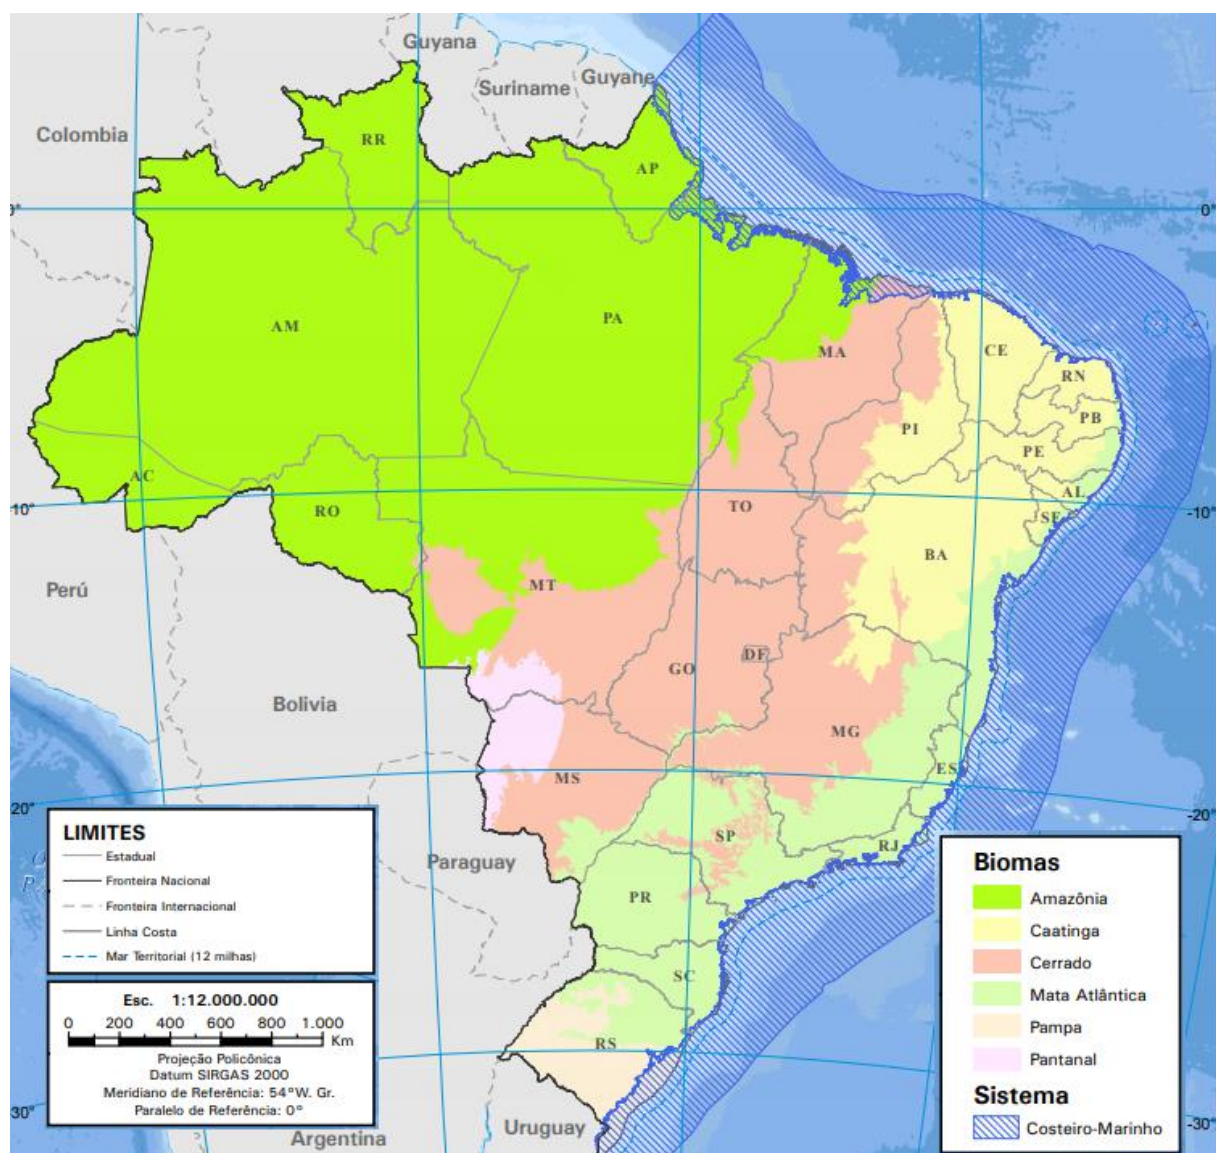 Guyana
Guyane
Suriname
Colombia
RR
AP
0°
0°
AM
PA
MA
CE
RN
PB
PI
PE
AC
AL
TO
SE
RO
-10°
-10°
BA
MT
Perú
DF
GO
Bolivia
MG
MS
ES
-20°
20°
LIMITES
Estadual
Fronteira Nacional
Fronteira Internacional
Linha Costa
Mar Territorial (12 milhas)
SP
RJ
Paraguay
PR
SC
RS
Esc. 1:12.000.000
0 200 400 600 800 1.000
Km
Projeção Policônica
Datum SIRGAS 2000
Meridiano de Referência: 54°W. Gr.
Paralelo de Referência: 0°
30°
-30°
Uruguay
Argentina
Biomas
Amazônia
Caatinga
Cerrado
Mata Atlântica
Pampa
Pantanal
Sistema
Costeiro-Marinho